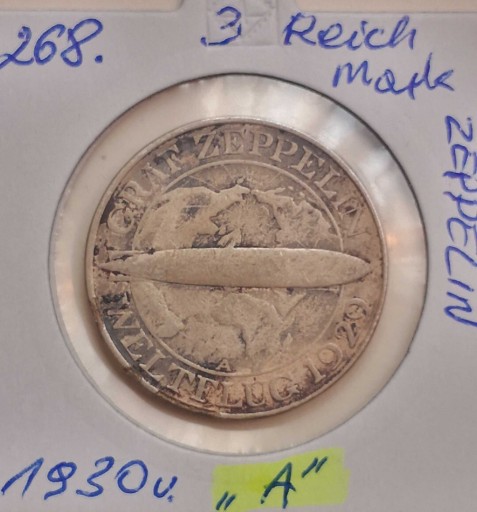 268. 3 Reich
Mark
ZEPPELIN
GRAF ZEPPELIN
A
WELTFLUG 1929
1930 v. „A”